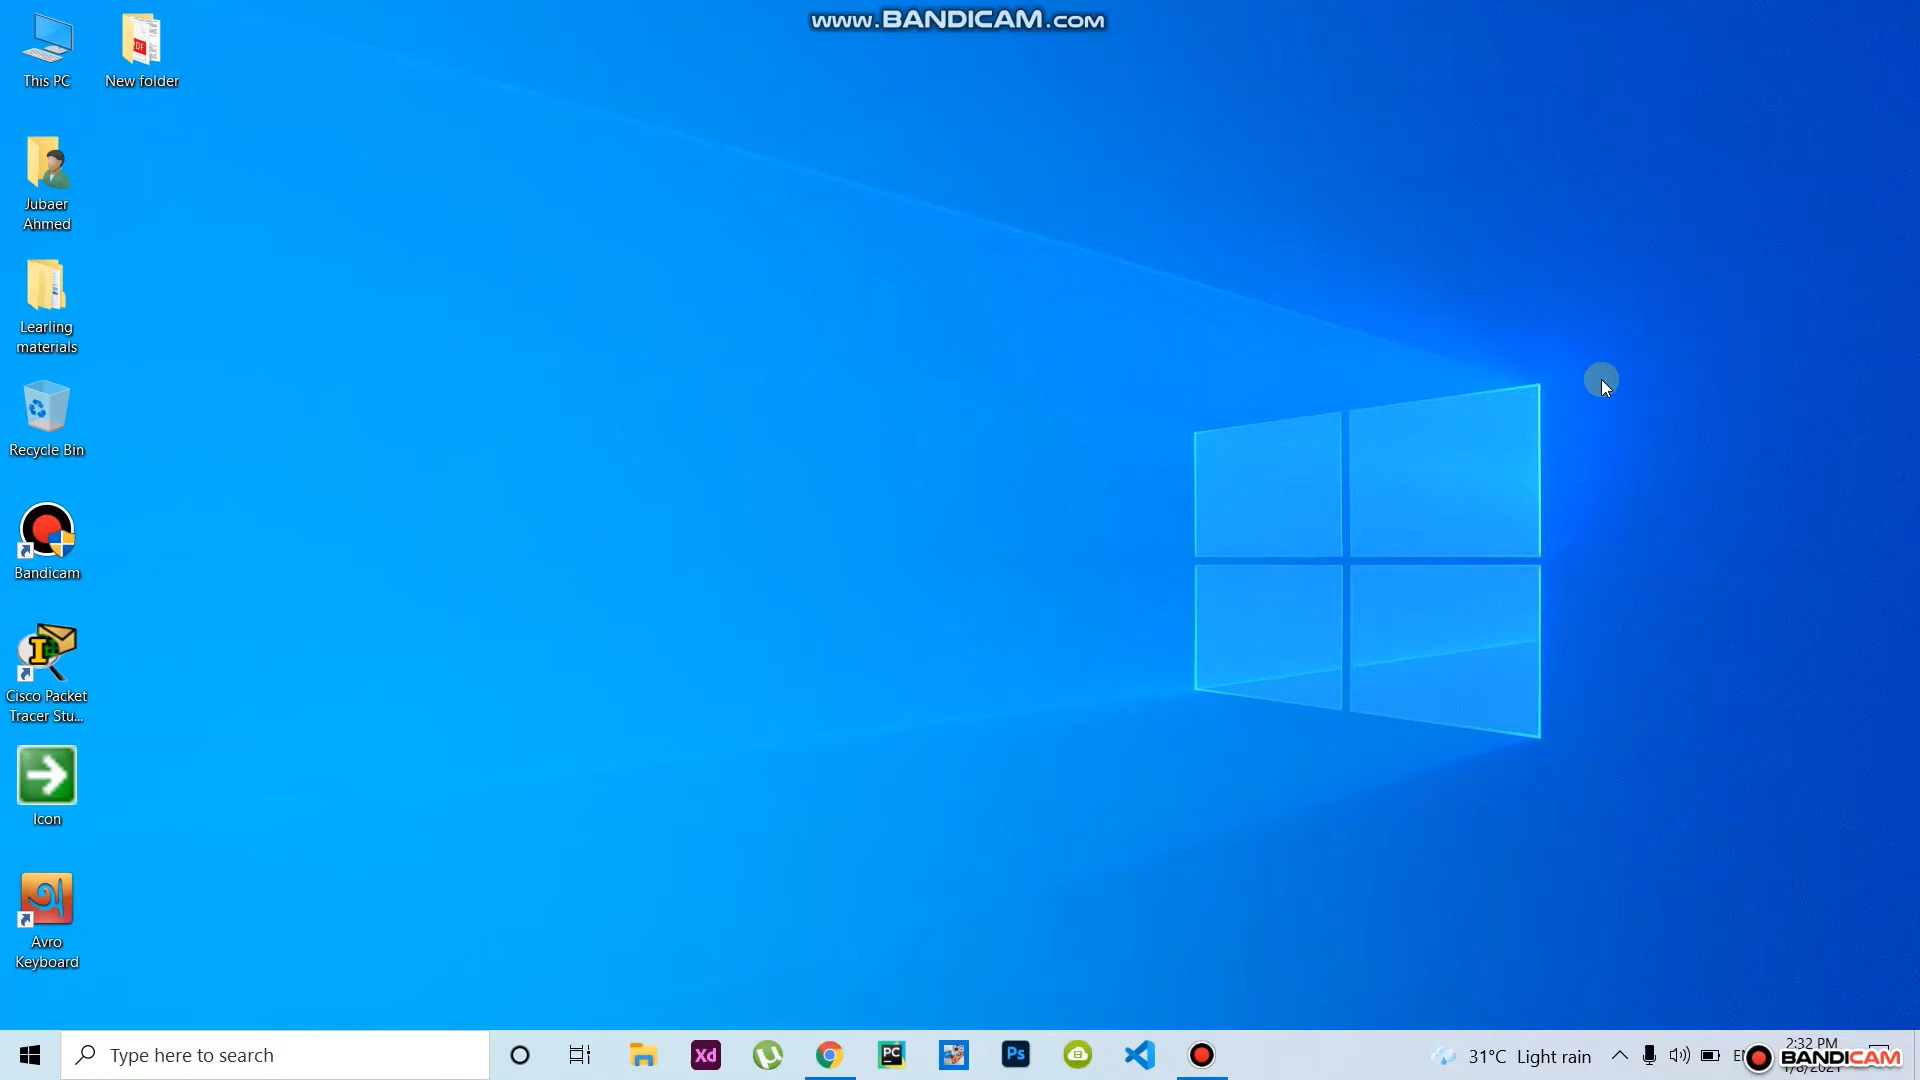 www.BANDICAM.com
This PC
New folder
PDF
Jubaer
Ahmed
Learling
materials
Recycle Bin
Bandicam
Cisco Packet
Tracer Stu...
Icon
Avro
Keyboard
Type here to search
Xd
PC
Ps
31°C Light rain
2:32 PM
BANDICAM